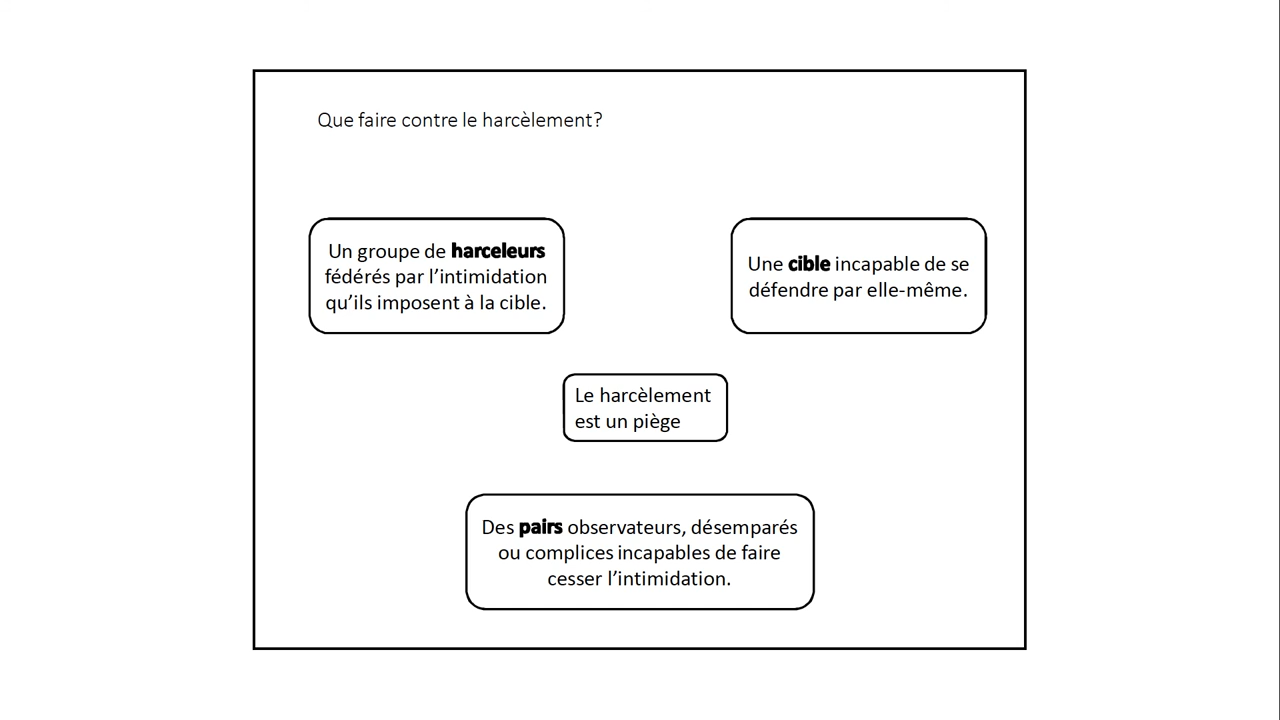 Que faire contre le harcèlement?
Un groupe de harceleurs
fédérés par l’intimidation
qu’ils imposent à la cible.
Une cible incapable de se
défendre par elle-même.
Le harcèlement
est un piège
Des pairs observateurs, désemparés
ou complices incapables de faire
cesser l’intimidation.